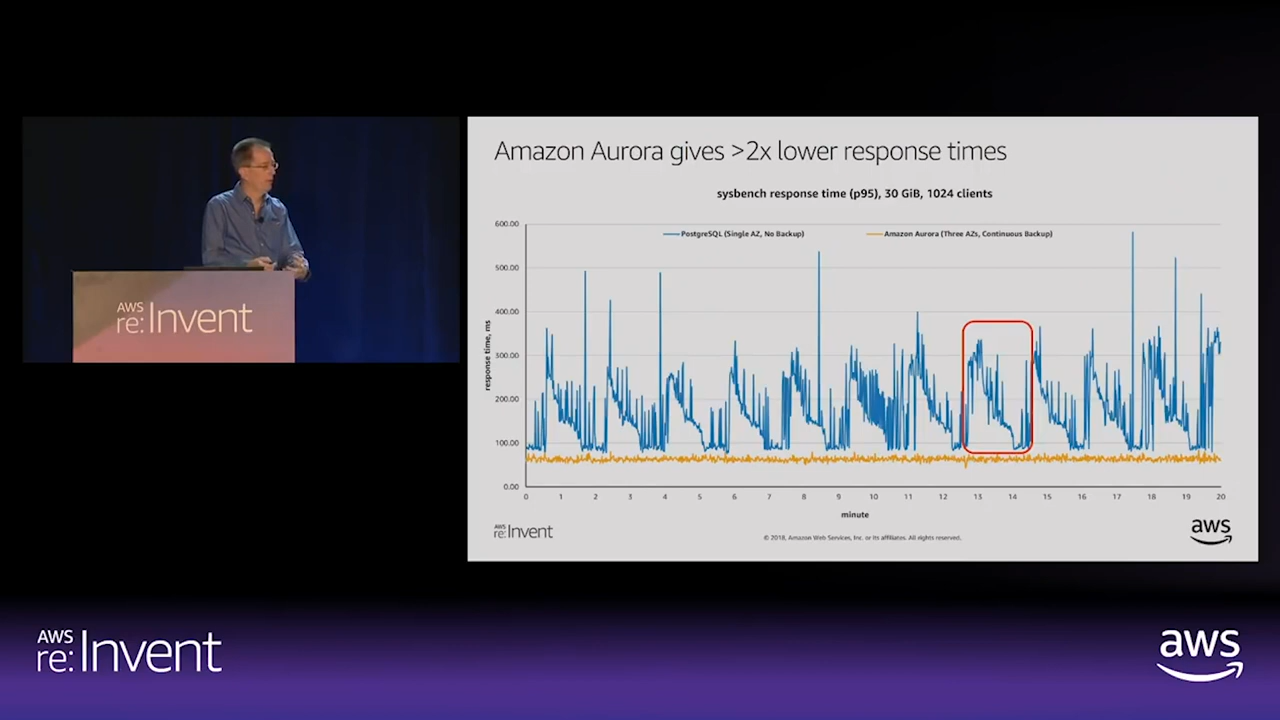 Amazon Aurora gives >2x lower response times
sysbench response time (p95), 30 GiB, 1024 clients
PostgreSQL (Single AZ, No Backup)
Amazon Aurora (Three AZs, Continuous Backup)
600.00
500.00
400.00
300.00
200.00
100.00
0.00
response time, ms
0 1 2 3 4 5 6 7 8 9 10 11 12 13 14 15 16 17 18 19 20
minute
AWS
re:Invent
© 2018, Amazon Web Services, Inc. or its affiliates. All rights reserved.
aws
AWS
re:Invent
AWS
re:Invent
aws